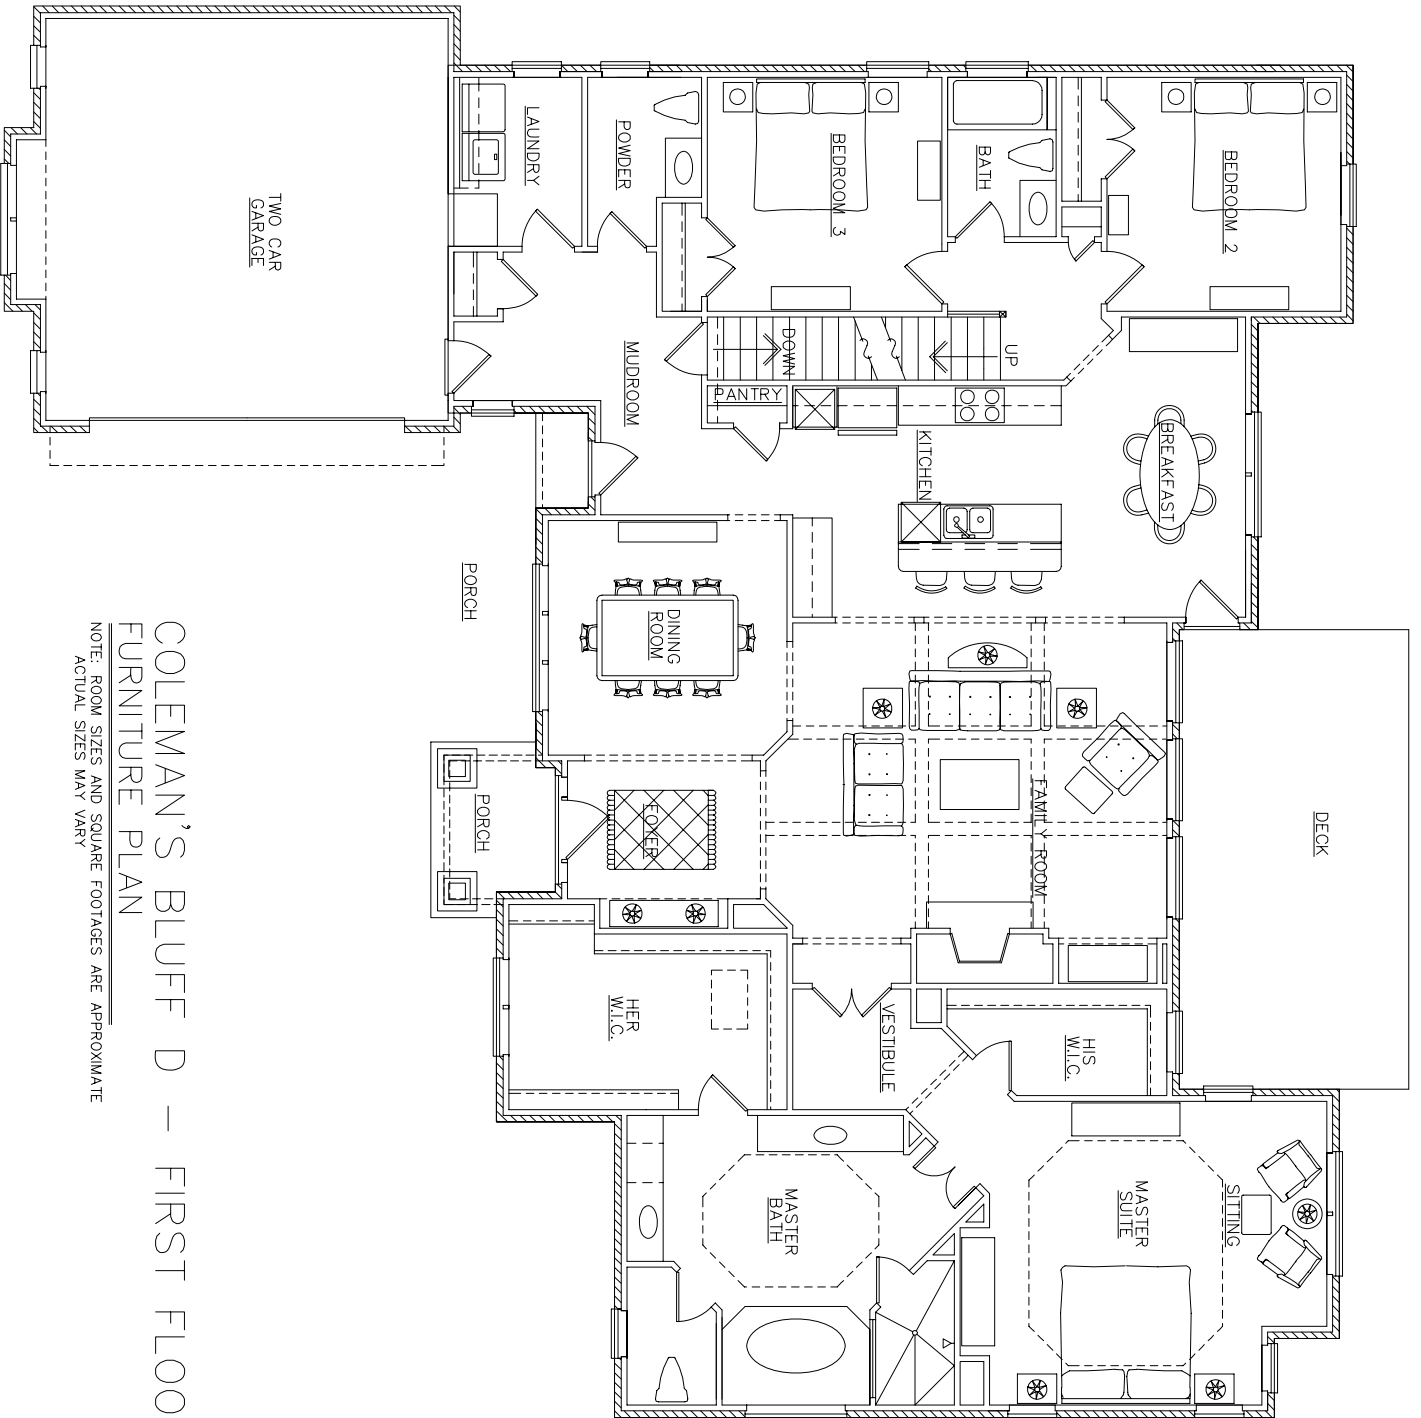 DECK
BEDROOM 2
BREAKFAST
FAMILY ROOM
HIS
W.I.C.
SITTING
MASTER
SUITE
BATH
UP
KITCHEN
VESTIBULE
BEDROOM 3
DOWN
PANTRY
MASTER
BATH
POWDER
MUDROOM
DINING
ROOM
FOYER
HER
W.I.C.
LAUNDRY
PORCH
PORCH
TWO CAR
GARAGE
COLEMAN'S BLUFF D — FIRST FLOO
FURNITURE PLAN
NOTE: ROOM SIZES AND SQUARE FOOTAGES ARE APPROXIMATE
ACTUAL SIZES MAY VARY